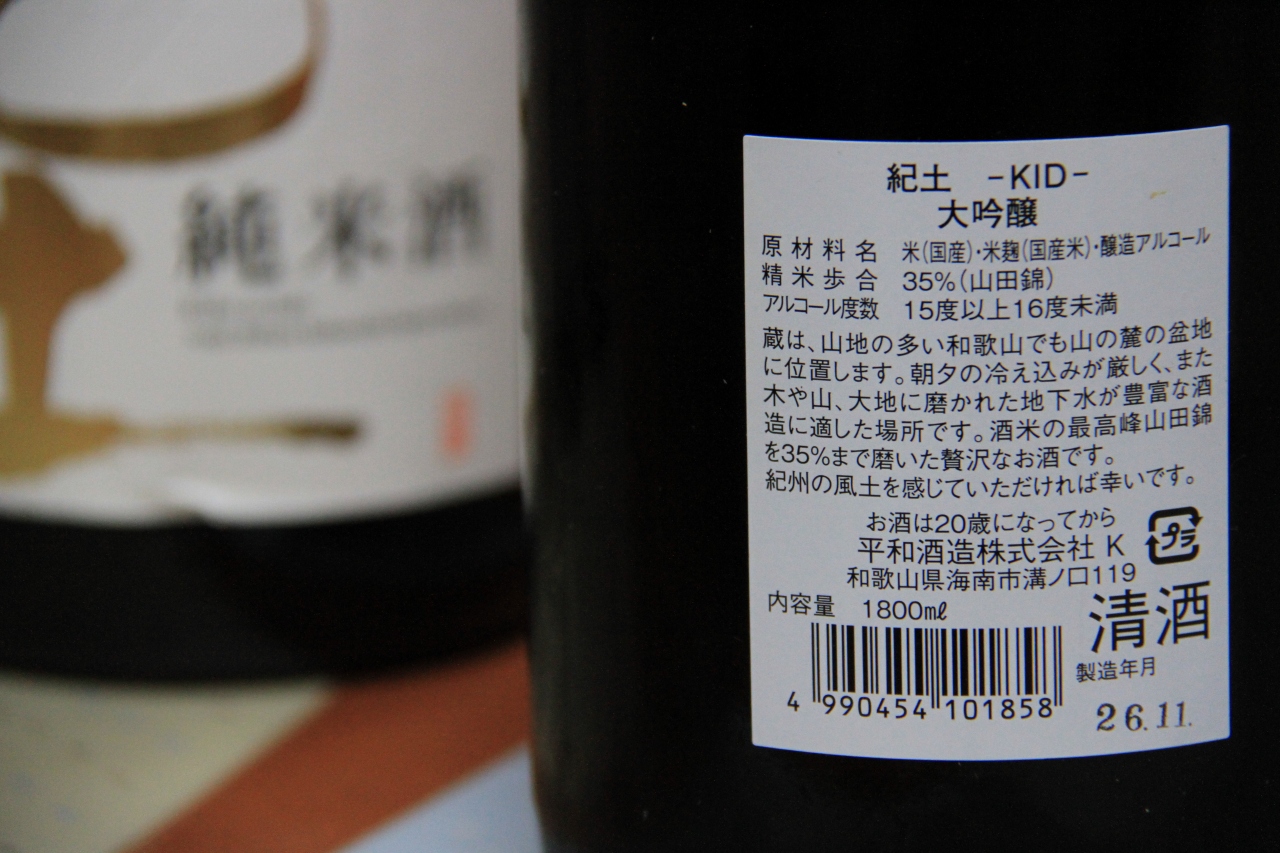 純米酒
紀土 -KID-
大吟醸
原材料名 米(国産)・米麹(国産米)・醸造アルコール
精米歩合 35%(山田錦)
アルコール度数 15度以上16度未満
蔵は、山地の多い和歌山でも山の麓の盆地
に位置します。朝夕の冷え込みが厳しく、また
木や山、大地に磨かれた地下水が豊富な酒
造に適した場所です。酒米の最高峰山田錦
を35%まで磨いた贅沢なお酒です。
紀州の風土を感じていただければ幸いです。
お酒は20歳になってから
平和酒造株式会社 K
プラ
和歌山県海南市溝ノ口119
内容量 1800㎖
清酒
製造年月
26.11.
4 990454 101858